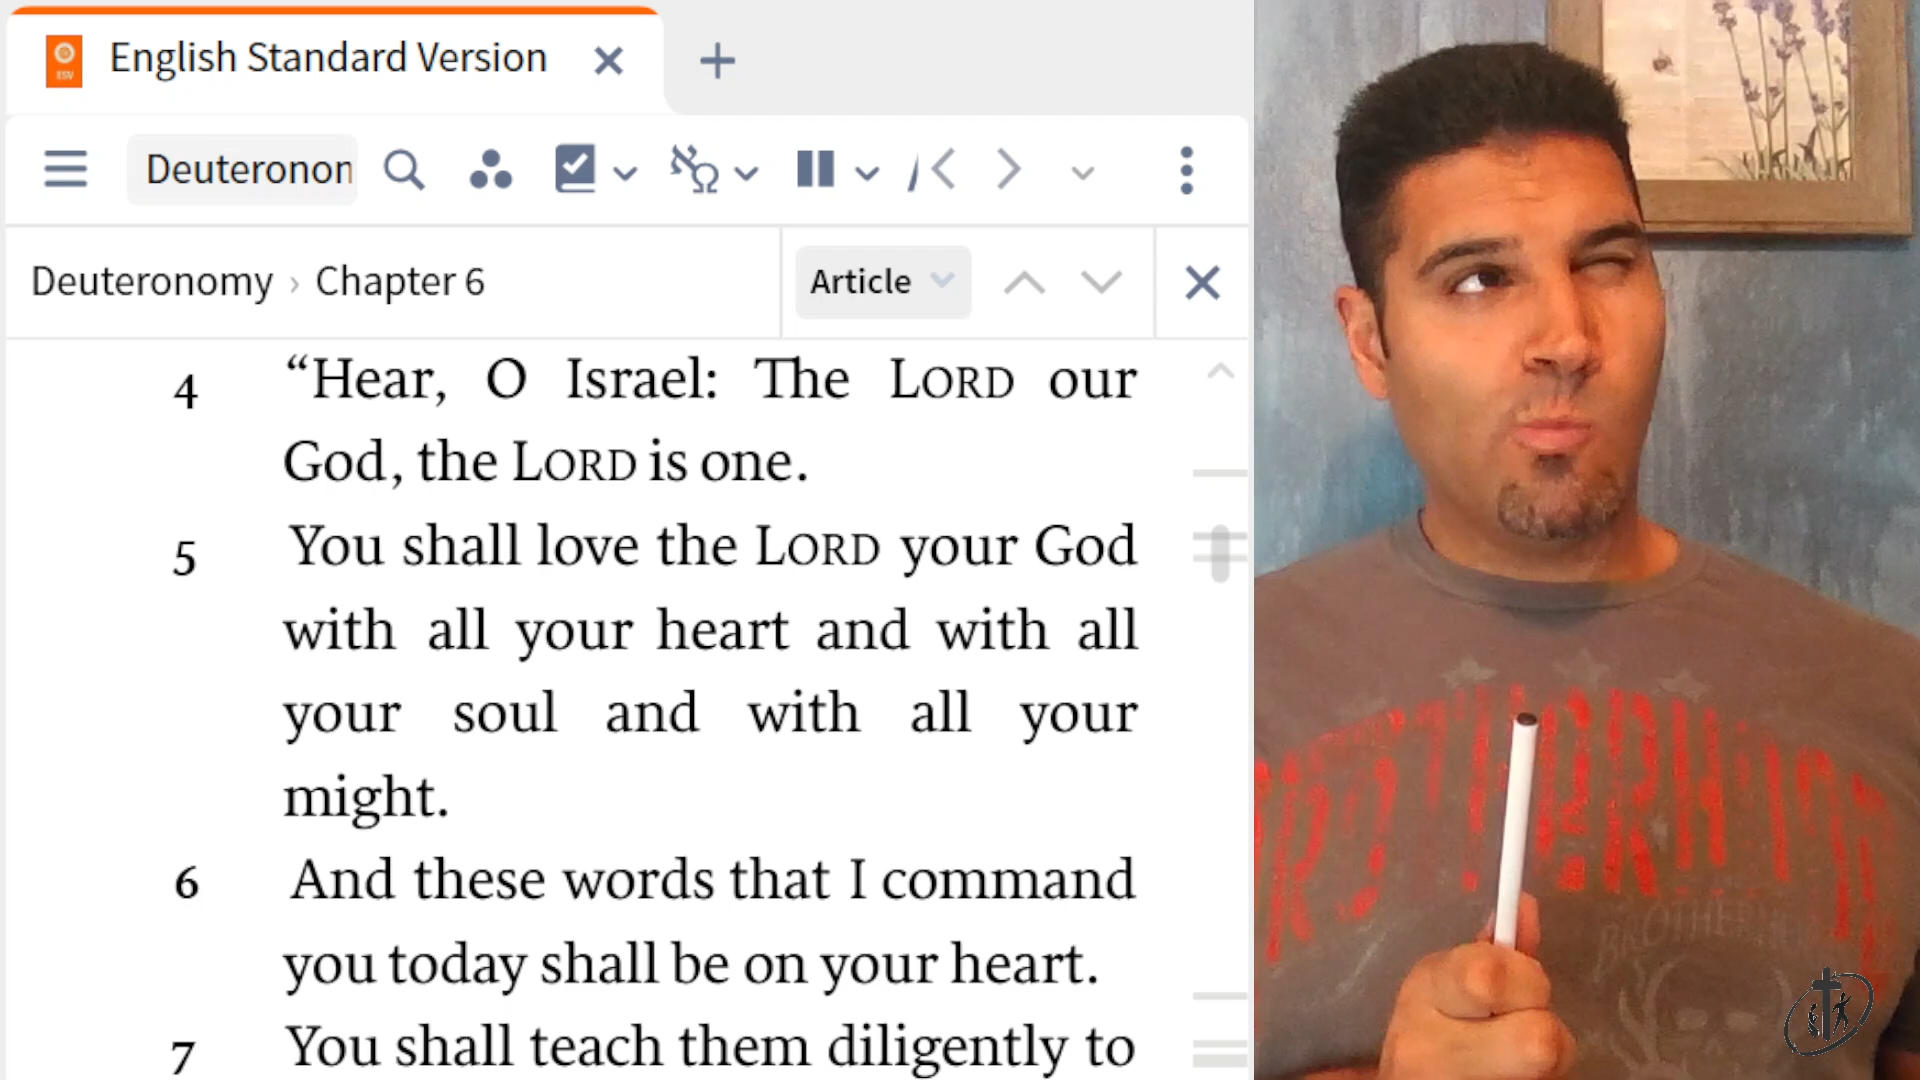 English Standard Version
ESV
Deuteronon
Deuteronomy › Chapter 6
Article
4 “Hear, O Israel: The LORD our
God, the LORD is one.
5 You shall love the LORD your God
with all your heart and with all
your soul and with all your
might.
6 And these words that I command
you today shall be on your heart.
7 You shall teach them diligently to